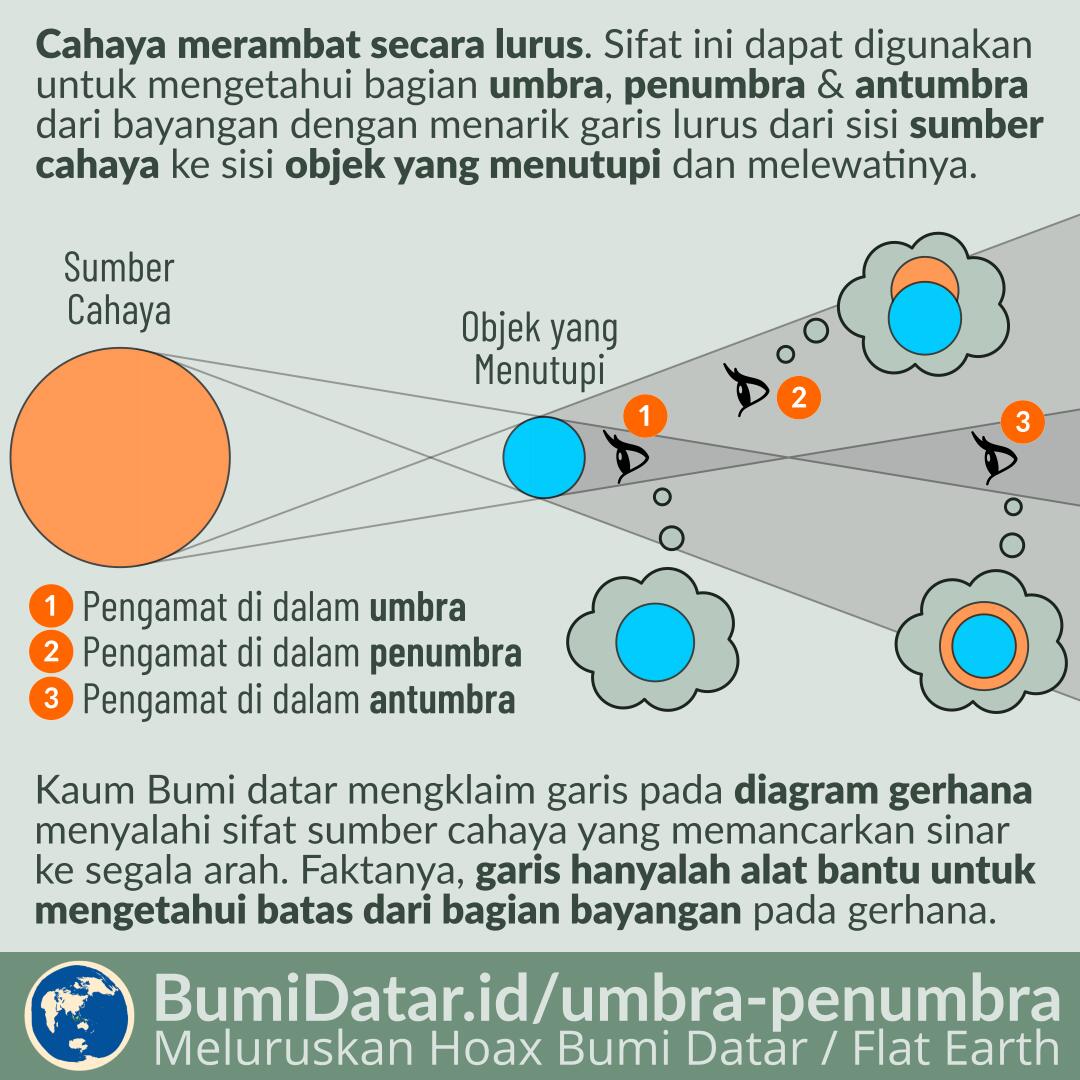 Cahaya merambat secara lurus. Sifat ini dapat digunakan
untuk mengetahui bagian umbra, penumbra & antumbra
dari bayangan dengan menarik garis lurus dari sisi sumber
cahaya ke sisi objek yang menutupi dan melewatinya.
Sumber
Cahaya
Objek yang
Menutupi
1
2
3
1 Pengamat di dalam umbra
2 Pengamat di dalam penumbra
3 Pengamat di dalam antumbra
Kaum Bumi datar mengklaim garis pada diagram gerhana
menyalahi sifat sumber cahaya yang memancarkan sinar
ke segala arah. Faktanya, garis hanyalah alat bantu untuk
mengetahui batas dari bagian bayangan pada gerhana.
BumiDatar.id/umbra-penumbra
Meluruskan Hoax Bumi Datar / Flat Earth